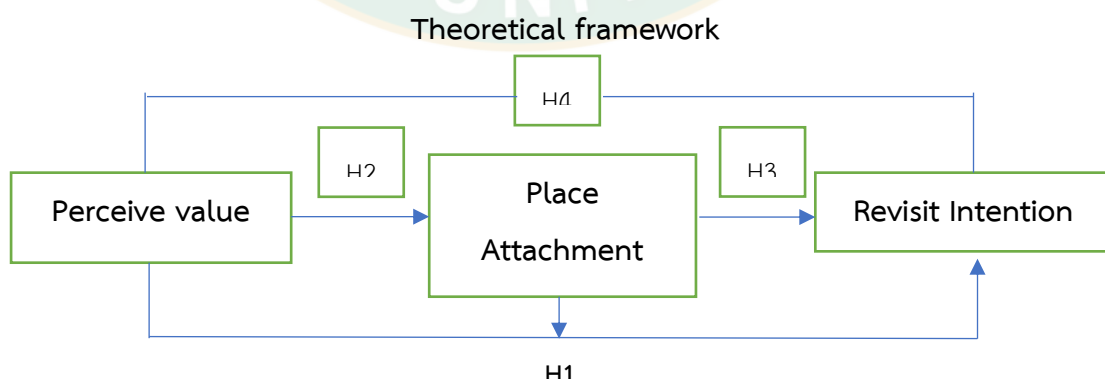 Theoretical framework
H4
H2
H3
Perceive value
Place
Attachment
Revisit Intention
H1